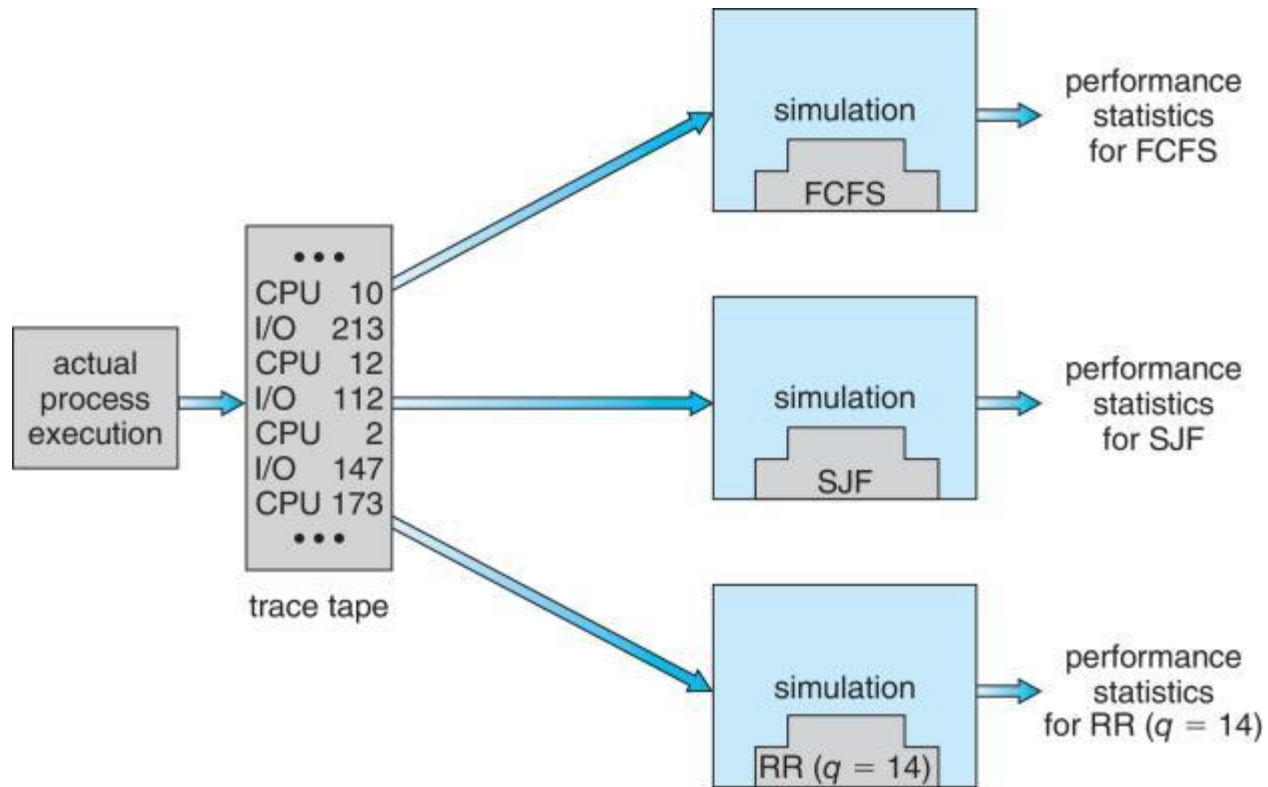 actual
process
execution
• • •
CPU 10
I/O 213
CPU 12
I/O 112
CPU 2
I/O 147
CPU 173
• • •
trace tape
simulation
FCFS
performance
statistics
for FCFS
simulation
SJF
performance
statistics
for SJF
simulation
RR (q = 14)
performance
statistics
for RR (q = 14)